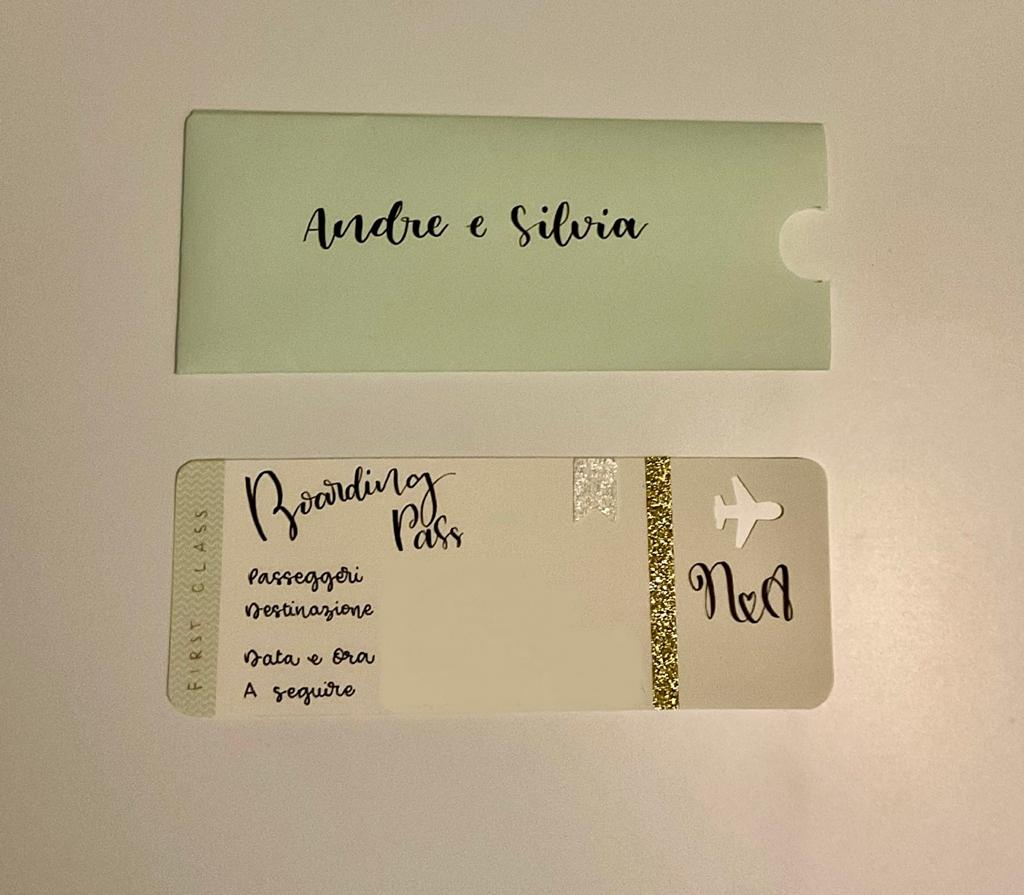 Andre e Silvia
FIRST CLASS
Boarding
Pass
Passeggeri
Destinazione
Data e Ora
A seguire
N&A